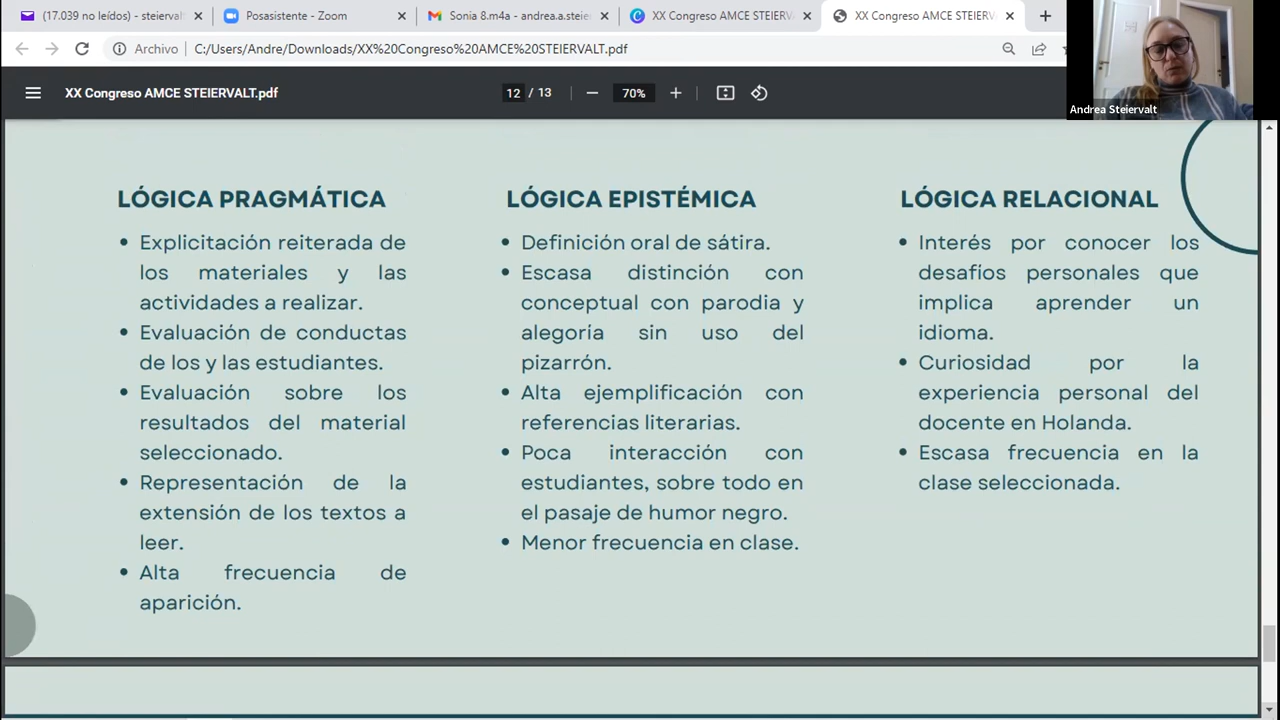 (17.039 no leídos) - steierval
Posasistente - Zoom
Sonia 8.m4a - andrea.a.steie
XX Congreso AMCE STEIERVALT
XX Congreso AMCE STEIERV
Archivo
C:/Users/Andre/Downloads/XX%20Congreso%20AMCE%20STEIERVALT.pdf
XX Congreso AMCE STEIERVALT.pdf
12 / 13
70%
Andrea Steiervalt
LÓGICA PRAGMÁTICA
• Explicitación reiterada de
los materiales y las
actividades a realizar.
• Evaluación de conductas
de los y las estudiantes.
• Evaluación sobre los
resultados del material
seleccionado.
• Representación de la
extensión de los textos a
leer.
• Alta frecuencia de
aparición.
LÓGICA EPISTÉMICA
• Definición oral de sátira.
• Escasa distinción con
conceptual con parodia y
alegoría sin uso del
pizarrón.
• Alta ejemplificación con
referencias literarias.
• Poca interacción con
estudiantes, sobre todo en
el pasaje de humor negro.
• Menor frecuencia en clase.
LÓGICA RELACIONAL
• Interés por conocer los
desafíos personales que
implica aprender un
idioma.
• Curiosidad por la
experiencia personal del
docente en Holanda.
• Escasa frecuencia en la
clase seleccionada.